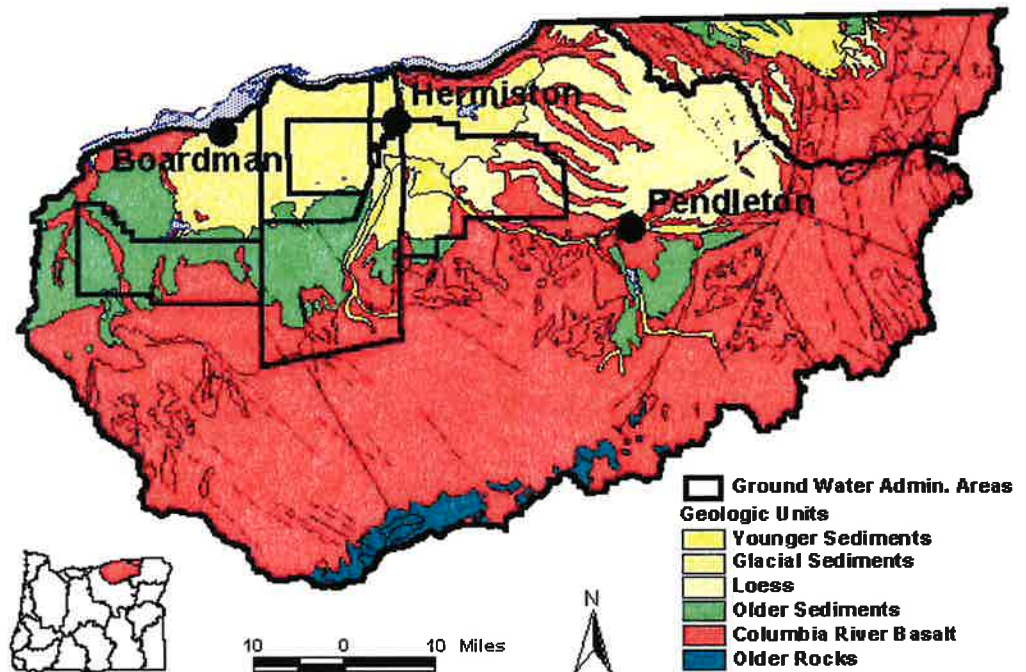 Hermiston
Boardman
Pendleton
Ground Water Admin. Areas
Geologic Units
Younger Sediments
Glacial Sediments
Loess
Older Sediments
Columbia River Basalt
Older Rocks
10 0 10 Miles
N